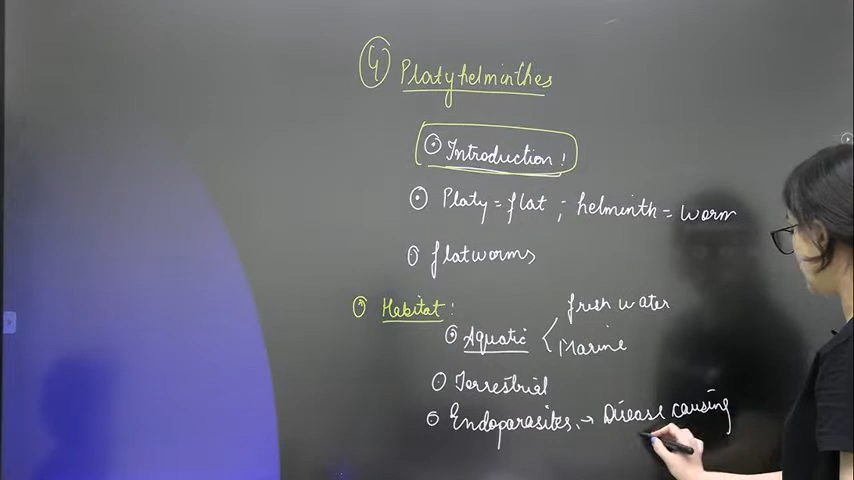 4 Platyhelminthes
Introduction!
Platy = flat ; helminth = worm
flatworms
Habitat:
fresh water
Aquatic
Marine
Terrestrial
Endoparasites. → Disease causing